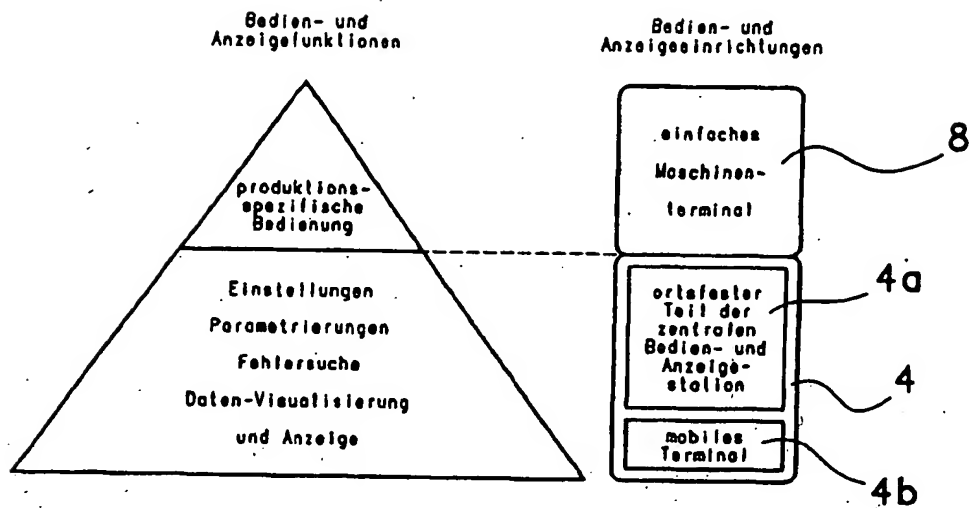 Bedien- und
Anzeigefunktionen
produktions-
spezifische
Bedienung
Einstellungen
Parametrierungen
Fehlersuche
Daten-Visualisierung
und Anzeige
Bedien- und
Anzeigeeinrichtungen
einfaches
Maschinen-
terminal
8
ortsfester
Teil der
zentralen
Bedien- und
Anzeige-
station
4a
4
mobiles
Terminal
4b